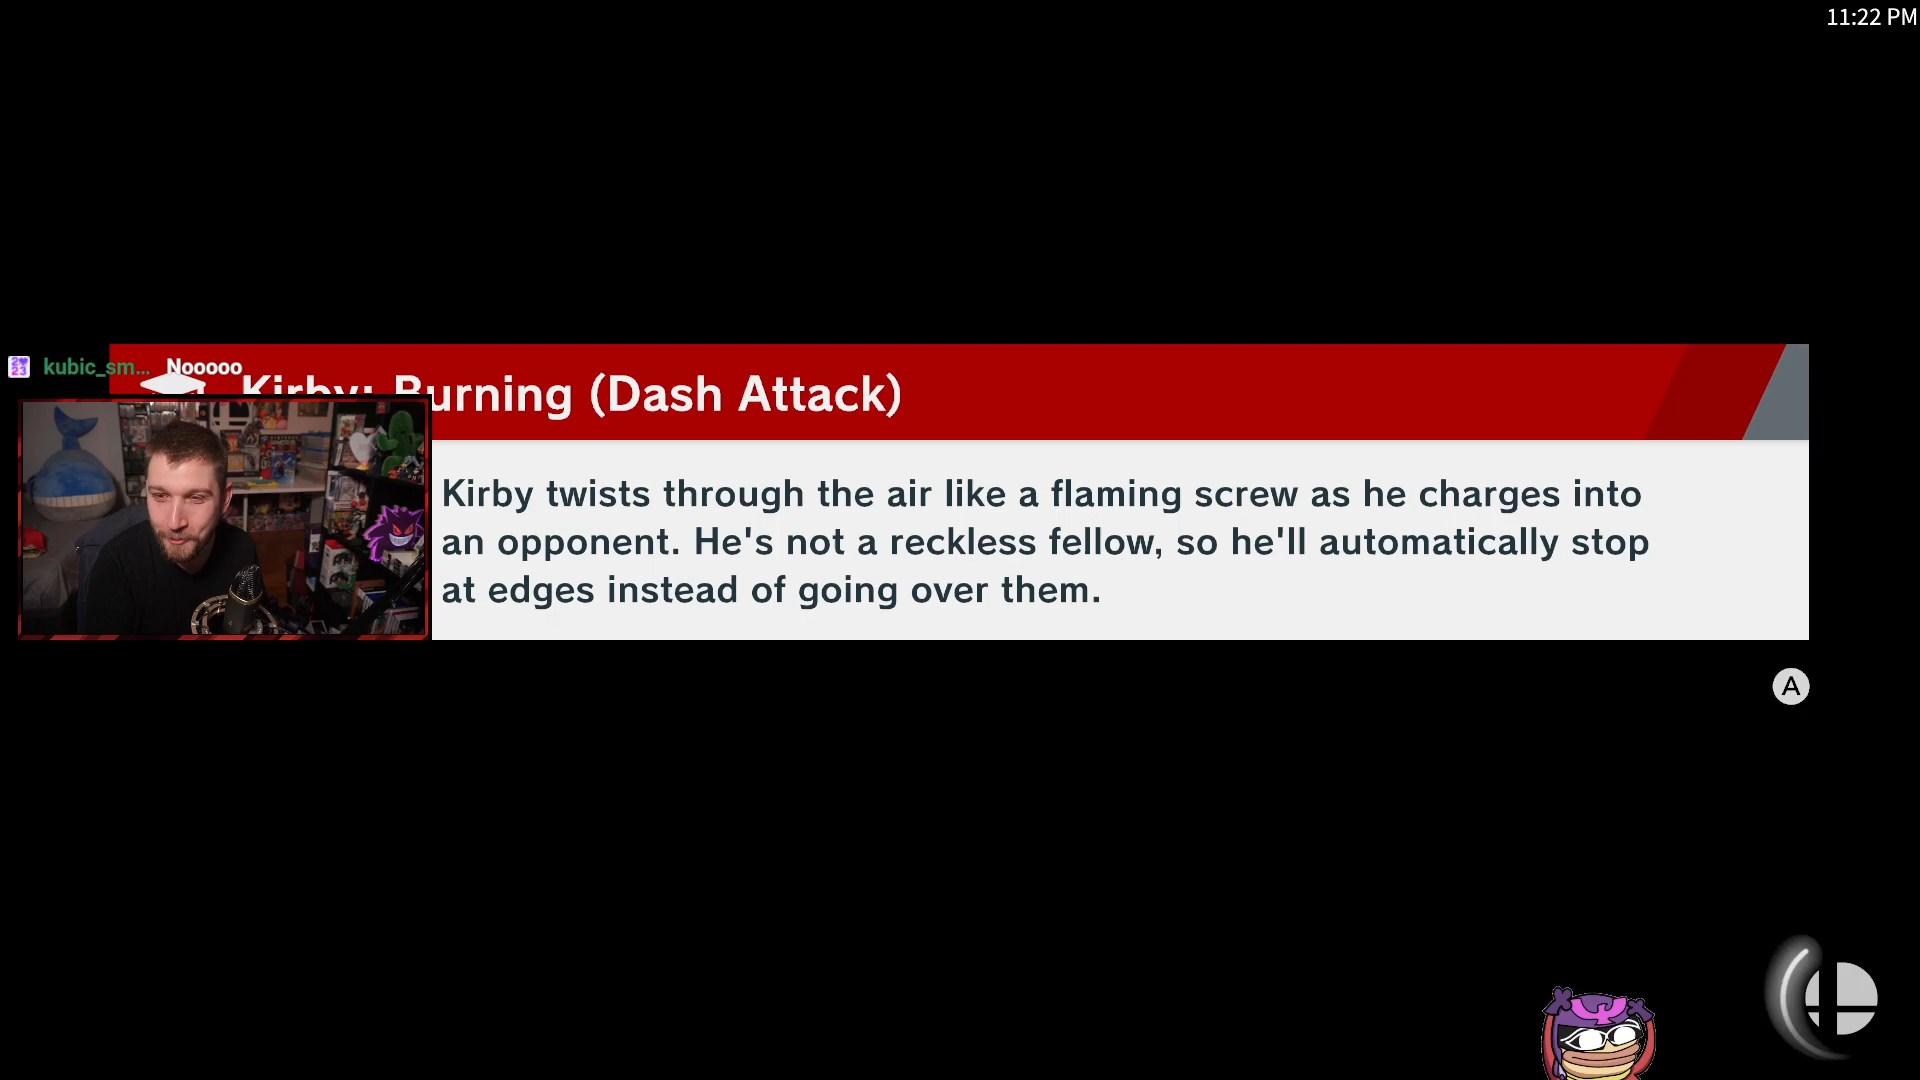 11:22 PM
kubic_sm... Nooooo
Kirby: Burning (Dash Attack)
Kirby twists through the air like a flaming screw as he charges into
an opponent. He's not a reckless fellow, so he'll automatically stop
at edges instead of going over them.
A